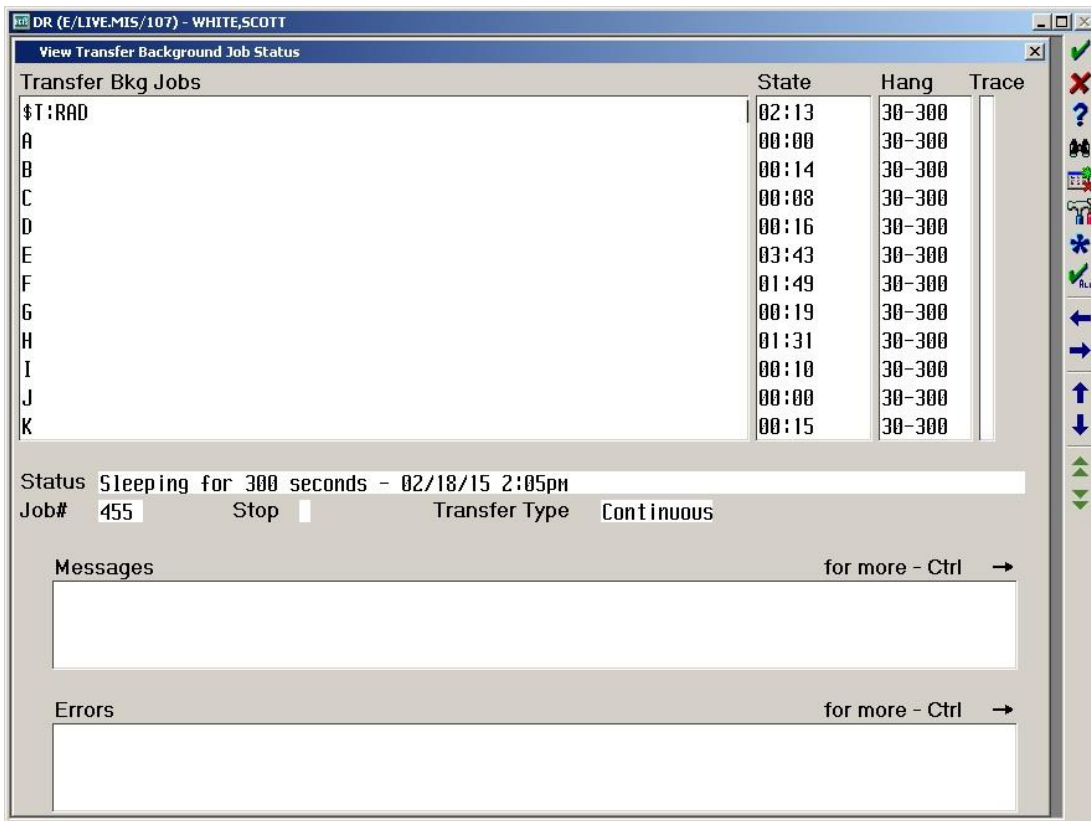 DR (E/LIVE.MIS/107) - WHITE,SCOTT
View Transfer Background Job Status
Transfer Bkg Jobs State Hang Trace
$T:RAD 02:13 30-300
A 00:00 30-300
B 00:14 30-300
C 00:08 30-300
D 00:16 30-300
E 03:43 30-300
F 01:49 30-300
G 00:19 30-300
H 01:31 30-300
I 00:10 30-300
J 00:00 30-300
K 00:15 30-300
Status Sleeping for 300 seconds - 02/18/15 2:05pm
Job# 455 Stop Transfer Type Continuous
Messages for more - Ctrl →
Errors for more - Ctrl →